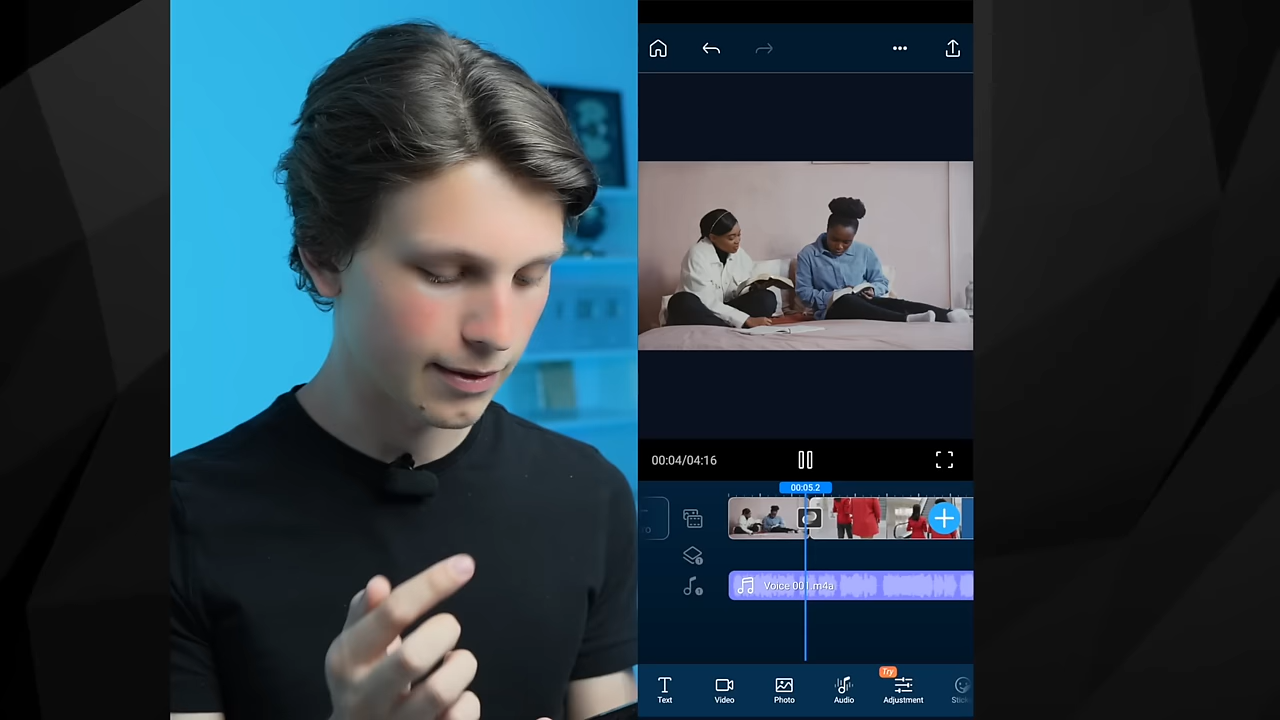 00:04/04:16
00:05.2
Voice 001.m4a
Try
Text
Video
Photo
Audio
Adjustment